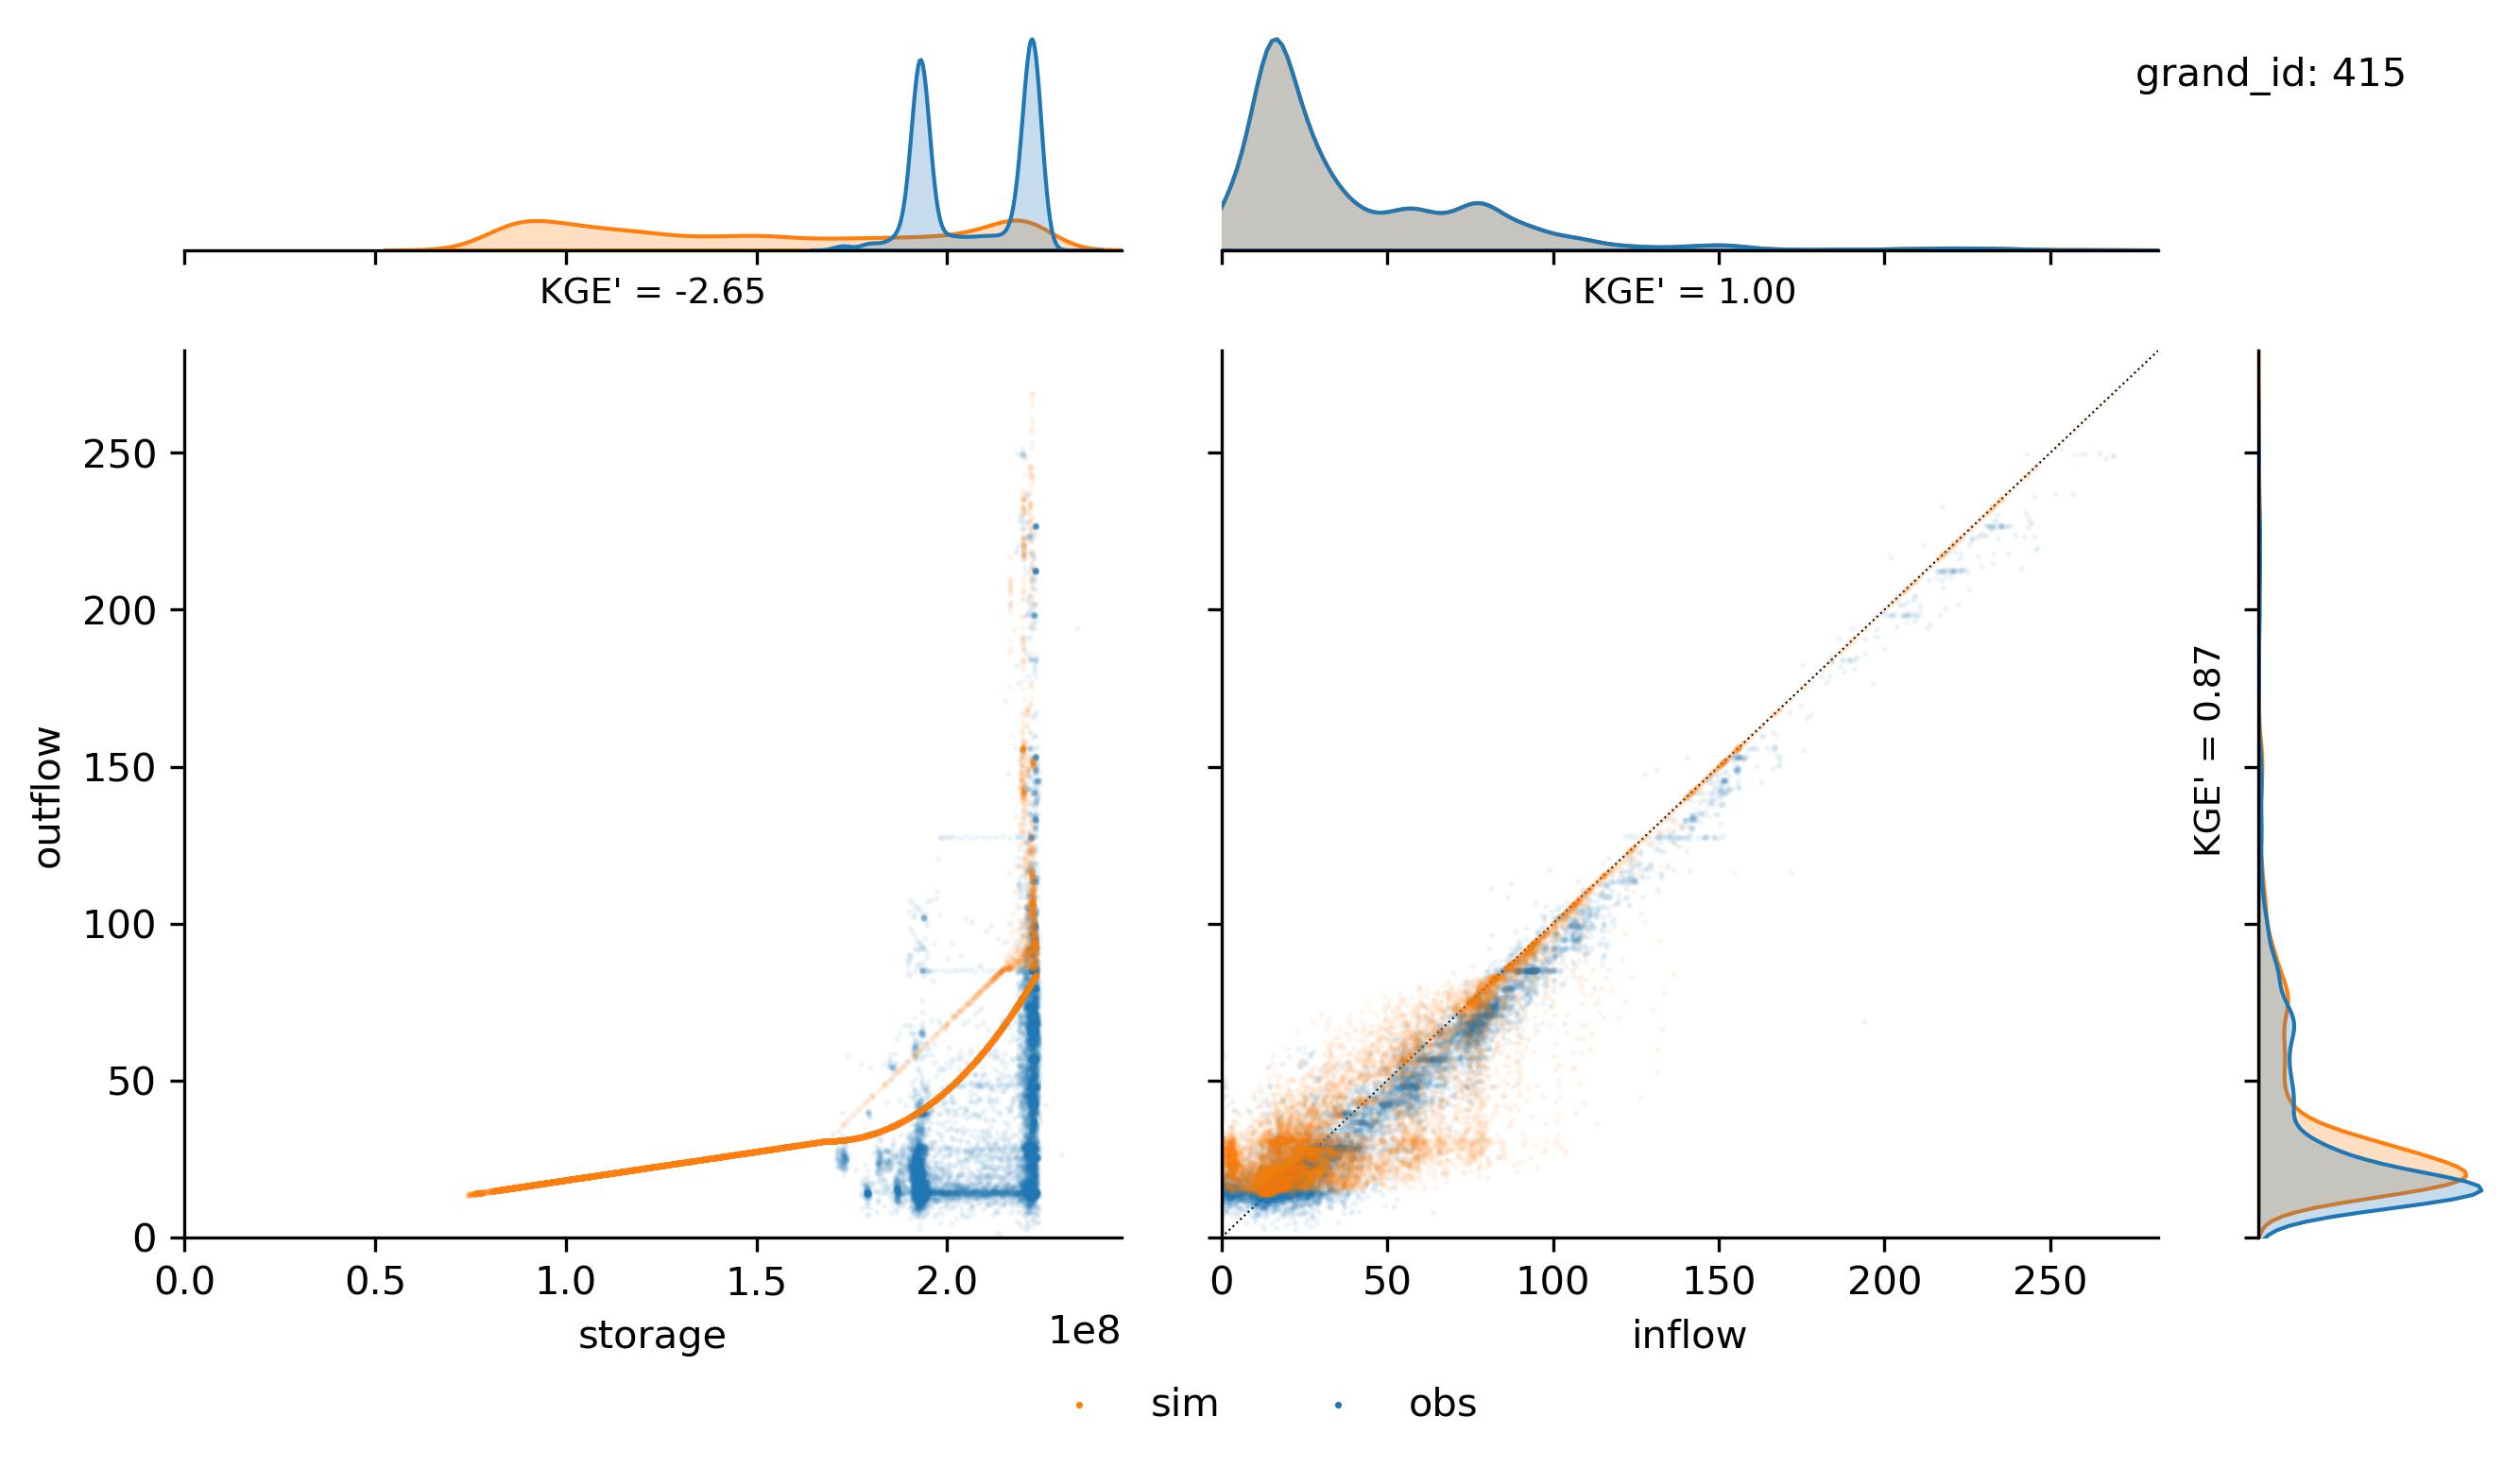 grand_id: 415
KGE' = -2.65
KGE' = 1.00
outflow
250
200
150
100
50
0
0.0 0.5 1.0 1.5 2.0
storage
1e8
0 50 100 150 200 250
inflow
KGE' = 0.87
sim obs